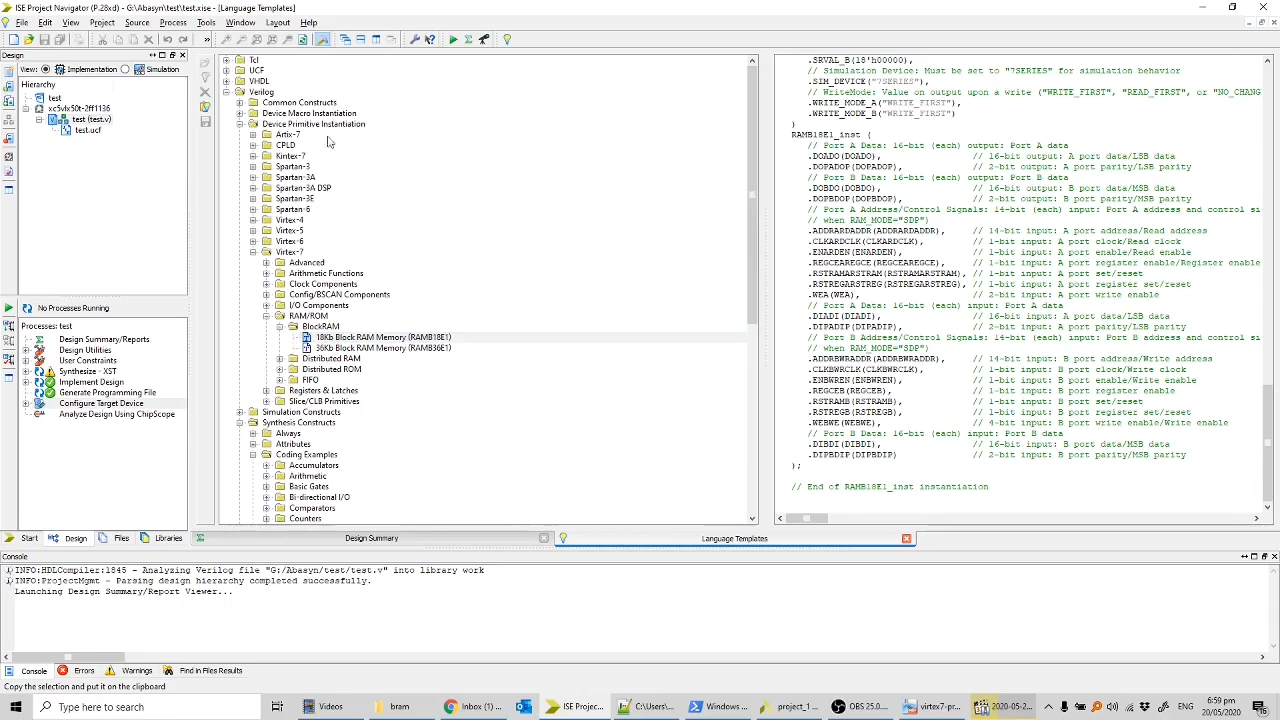 ISE Project Navigator (P.28xd) - G:\Abasyn\test\test.xise - [Language Templates]
File Edit View Project Source Process Tools Window Layout Help
Design
View: Implementation Simulation
Hierarchy
test
xc5vlx50t-2ff1136
test (test.v)
test.ucf
No Processes Running
Processes: test
Design Summary/Reports
Design Utilities
User Constraints
Synthesize - XST
Implement Design
Generate Programming File
Configure Target Device
Analyze Design Using ChipScope
Start Design Files Libraries
Tcl
UCF
VHDL
Verilog
Common Constructs
Device Macro Instantiation
Device Primitive Instantiation
Artix-7
CPLD
Kintex-7
Spartan-3
Spartan-3A
Spartan-3A DSP
Spartan-3E
Spartan-6
Virtex-4
Virtex-5
Virtex-6
Virtex-7
Advanced
Arithmetic Functions
Clock Components
Config/BSCAN Components
I/O Components
RAM/ROM
BlockRAM
18Kb Block RAM Memory (RAMB18E1)
36Kb Block RAM Memory (RAMB36E1)
Distributed RAM
Distributed ROM
FIFO
Registers & Latches
Slice/CLB Primitives
Simulation Constructs
Synthesis Constructs
Always
Attributes
Coding Examples
Accumulators
Arithmetic
Basic Gates
Bi-directional I/O
Comparators
Counters
.SRVAL_B(18'h00000),
// Simulation Device: Must be set to "7SERIES" for simulation behavior
.SIM_DEVICE("7SERIES"),
// WriteMode: Value on output upon a write ("WRITE_FIRST", "READ_FIRST", or "NO_CHANG
.WRITE_MODE_A("WRITE_FIRST"),
.WRITE_MODE_B("WRITE_FIRST")
)
RAMB18E1_inst (
// Port A Data: 16-bit (each) output: Port A data
.DOADO(DOADO), // 16-bit output: A port data/LSB data
.DOPADOP(DOPADOP), // 2-bit output: A port parity/LSB parity
// Port B Data: 16-bit (each) output: Port B data
.DOBDO(DOBDO), // 16-bit output: B port data/MSB data
.DOPBDOP(DOPBDOP), // 2-bit output: B port parity/MSB parity
// Port A Address/Control Signals: 14-bit (each) input: Port A address and control si
// when RAM_MODE="SDP")
.ADDRARDADDR(ADDRARDADDR), // 14-bit input: A port address/Read address
.CLKARDCLK(CLKARDCLK), // 1-bit input: A port clock/Read clock
.ENARDEN(ENARDEN), // 1-bit input: A port enable/Read enable
.REGCEAREGCE(REGCEAREGCE), // 1-bit input: A port register enable/Register enable
.RSTRAMARSTRAM(RSTRAMARSTRAM), // 1-bit input: A port set/reset
.RSTREGARSTREG(RSTREGARSTREG), // 1-bit input: A port register set/reset
.WEA(WEA), // 2-bit input: A port write enable
// Port A Data: 16-bit (each) input: Port A data
.DIADI(DIADI), // 16-bit input: A port data/LSB data
.DIPADIP(DIPADIP), // 2-bit input: A port parity/LSB parity
// Port B Address/Control Signals: 14-bit (each) input: Port B address and control si
// when RAM_MODE="SDP")
.ADDRBWRADDR(ADDRBWRADDR), // 14-bit input: B port address/Write address
.CLKBWRCLK(CLKBWRCLK), // 1-bit input: B port clock/Write clock
.ENBWREN(ENBWREN), // 1-bit input: B port enable/Write enable
.REGCEB(REGCEB), // 1-bit input: B port register enable
.RSTRAMB(RSTRAMB), // 1-bit input: B port set/reset
.RSTREGB(RSTREGB), // 1-bit input: B port register set/reset
.WEBWE(WEBWE), // 4-bit input: B port write enable/Write enable
// Port B Data: 16-bit (each) input: Port B data
.DIBDI(DIBDI), // 16-bit input: B port data/MSB data
.DIPBDIP(DIPBDIP) // 2-bit input: B port parity/MSB parity
);
// End of RAMB18E1_inst instantiation
Design Summary Language Templates
Console
INFO:HDLCompiler:1845 - Analyzing Verilog file "G:/Abasyn/test/test.v" into library work
INFO:ProjectMgmt - Parsing design hierarchy completed successfully.
Launching Design Summary/Report Viewer...
Console Errors Warnings Find in Files Results
Copy the selection and put it on the clipboard
Type here to search Videos bram Inbox (1) ... ISE Projec... C:\Users\... Windows ... project_1 ... OBS 25.0... virtex7-pr... 2020-05-2... 6:59 pm
20/05/2020